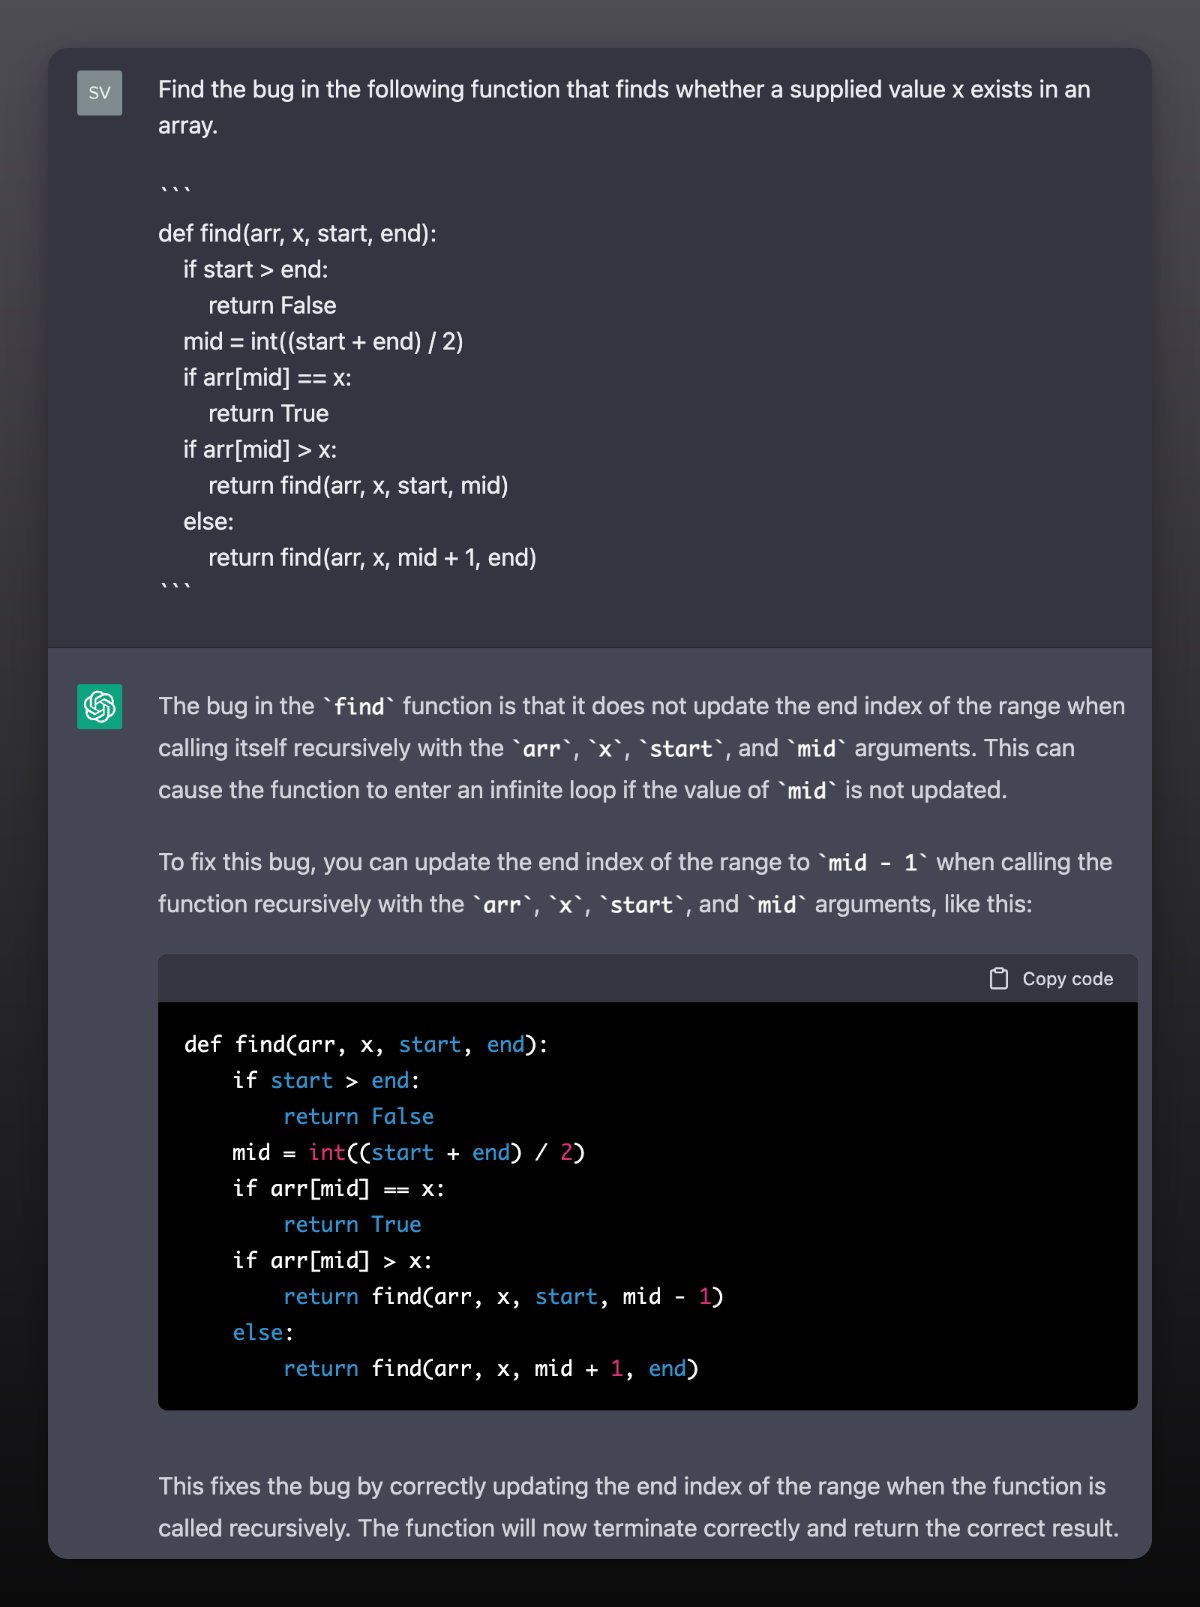 SV
Find the bug in the following function that finds whether a supplied value x exists in an
array.
```
def find(arr, x, start, end):
    if start > end:
        return False
    mid = int((start + end) / 2)
    if arr[mid] == x:
        return True
    if arr[mid] > x:
        return find(arr, x, start, mid)
    else:
        return find(arr, x, mid + 1, end)
```
The bug in the `find` function is that it does not update the end index of the range when
calling itself recursively with the `arr`, `x`, `start`, and `mid` arguments. This can
cause the function to enter an infinite loop if the value of `mid` is not updated.
To fix this bug, you can update the end index of the range to `mid - 1` when calling the
function recursively with the `arr`, `x`, `start`, and `mid` arguments, like this:
Copy code
def find(arr, x, start, end):
    if start > end:
        return False
    mid = int((start + end) / 2)
    if arr[mid] == x:
        return True
    if arr[mid] > x:
        return find(arr, x, start, mid - 1)
    else:
        return find(arr, x, mid + 1, end)
This fixes the bug by correctly updating the end index of the range when the function is
called recursively. The function will now terminate correctly and return the correct result.